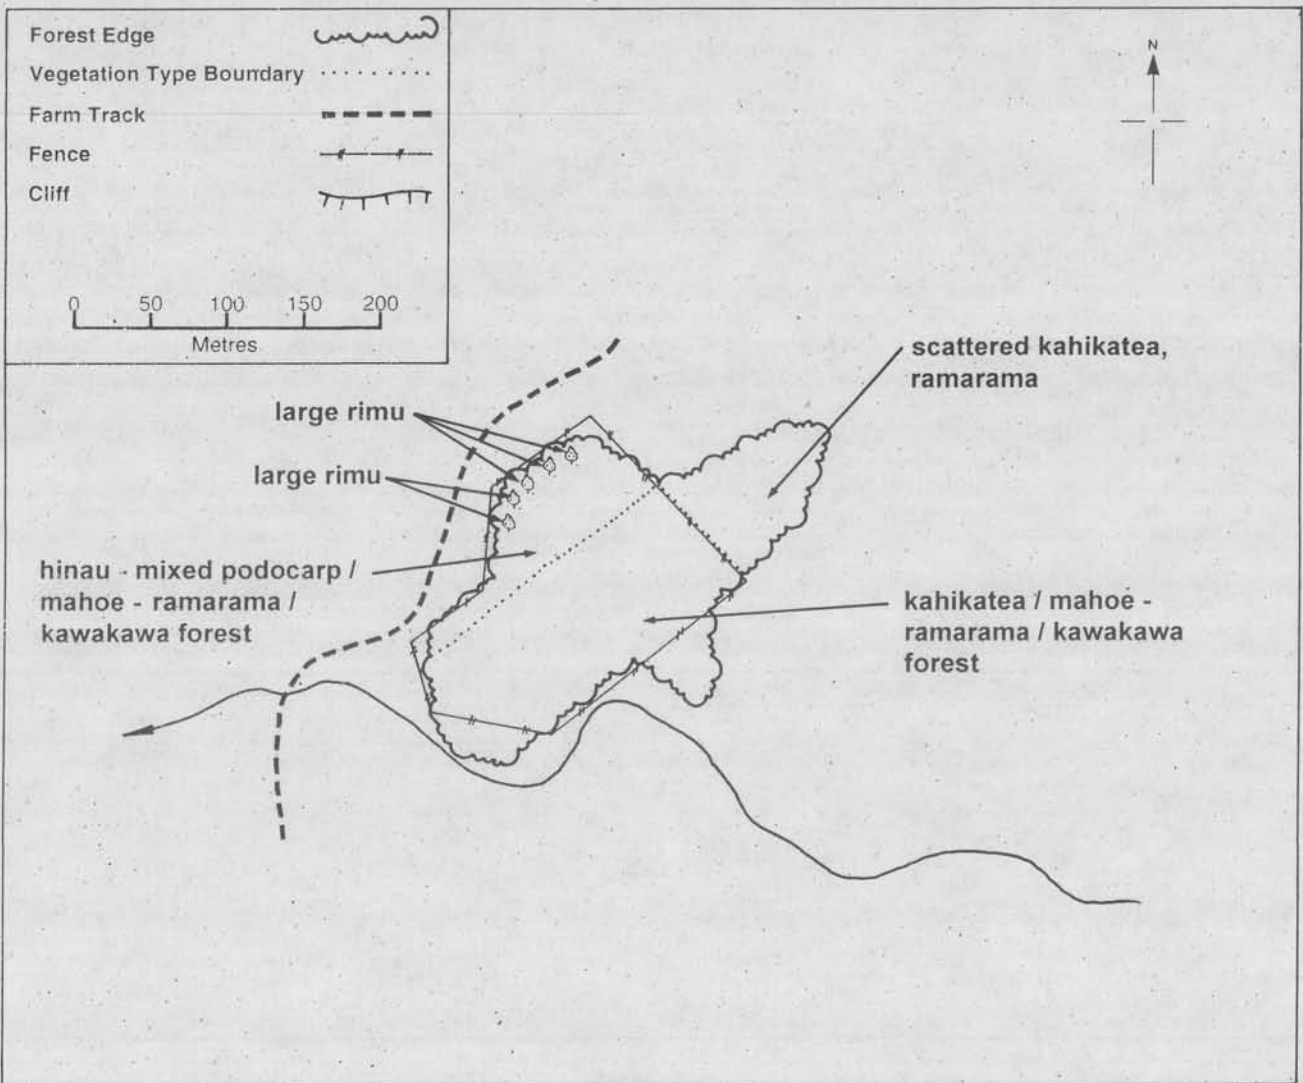 Forest Edge
Vegetation Type Boundary
Farm Track
Fence
Cliff
0 50 100 150 200
Metres
N
scattered kahikatea,
ramarama
large rimu
large rimu
hinau - mixed podocarp /
mahoe - ramarama /
kawakawa forest
kahikatea / mahoe -
ramarama / kawakawa
forest